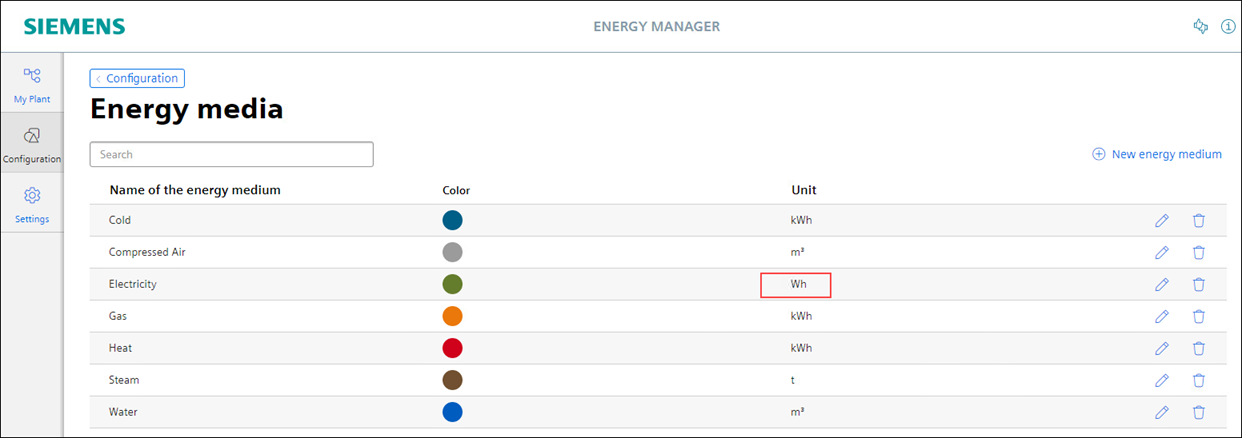 SIEMENS
ENERGY MANAGER
My Plant
Configuration
Settings
Configuration
Energy media
Search
New energy medium
Name of the energy medium Color Unit
Cold kWh
Compressed Air m³
Electricity Wh
Gas kWh
Heat kWh
Steam t
Water m³